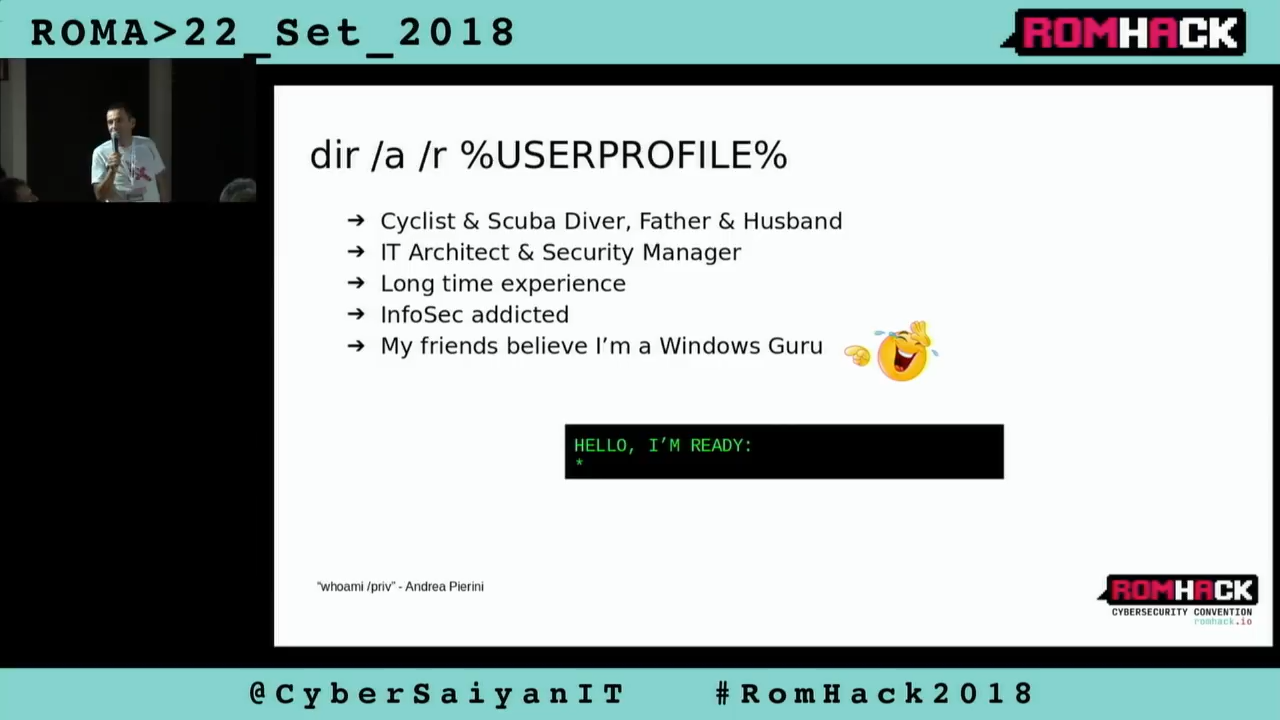 ROMA>22_Set_2018
ROMHACK
dir /a /r %USERPROFILE%
➔ Cyclist & Scuba Diver, Father & Husband
➔ IT Architect & Security Manager
➔ Long time experience
➔ InfoSec addicted
➔ My friends believe I’m a Windows Guru
HELLO, I’M READY:
*
“whoami /priv” - Andrea Pierini
ROMHACK
CYBERSECURITY CONVENTION
romhack.io
@CyberSaiyanIT #RomHack2018